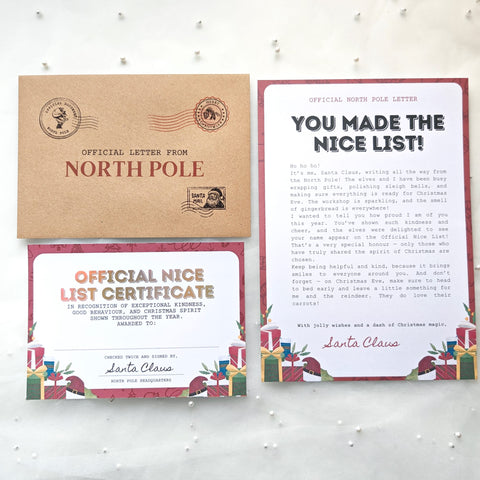 OFFICIAL LETTER FROM
NORTH POLE
SANTA
MAIL
OFFICIAL NICE
LIST CERTIFICATE
IN RECOGNITION OF EXCEPTIONAL KINDNESS,
GOOD BEHAVIOUR, AND CHRISTMAS SPIRIT
SHOWN THROUGHOUT THE YEAR.
AWARDED TO:
CHECKED TWICE AND SIGNED BY,
Santa Claus
NORTH POLE HEADQUARTERS
OFFICIAL NORTH POLE LETTER
YOU MADE THE
NICE LIST!
Ho Ho ho!
It's me, Santa Claus, writing all the way from
the North Pole! The elves and I have been busy
wrapping gifts, polishing sleigh bells, and
making sure everything is ready for Christmas
Eve. The workshop is sparkling, and the smell
of gingerbread is everywhere!
I wanted to tell you how proud I am of you
this year. You've shown such kindness and
cheer, and the elves were delighted to see
your name appear on the Official Nice List!
That's a very special honour — only those who
have truly shared the spirit of Christmas are
chosen.
Keep being helpful and kind, because it brings
smiles to everyone around you. And don't
forget - on Christmas Eve, make sure to head
to bed early and leave a little something for
me and the reindeer. They do love their
carrots!
With jolly wishes and a dash of Christmas magic.
Santa Claus